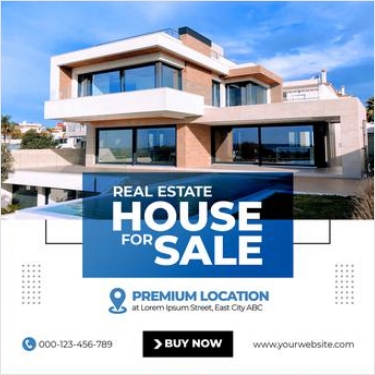 REAL ESTATE
HOUSE
FOR SALE
PREMIUM LOCATION
at Lorem Ipsum Street, East City ABC
000-123-456-789
BUY NOW
www.yourwebsite.com